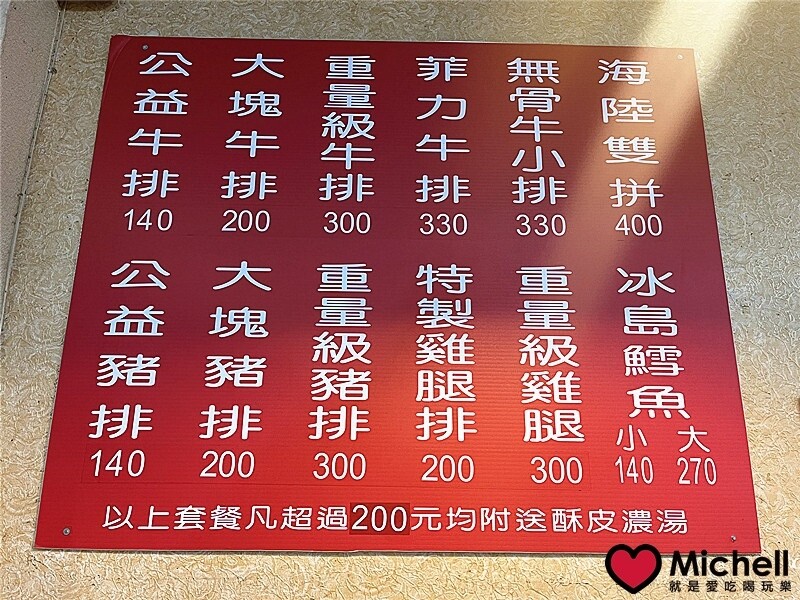 公益牛排
140
大塊牛排
200
重量級牛排
300
菲力牛排
330
無骨牛小排
330
海陸雙拼
400
公益豬排
140
大塊豬排
200
重量級豬排
300
特製雞腿排
200
重量級雞腿
300
冰島鱈魚
小 大
140 270
以上套餐凡超過200元均附送酥皮濃湯
Michell
就是愛吃喝玩樂